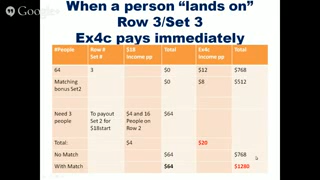 Google
When a person “lands on”
Row 3/Set 3
Ex4c pays immediately
#People Row # Set # $18 Income pp Total Ex4c Income pp Total
64 3 $0 $12 $768
Matching bonus Set2 $0 $8 $512
Need 3 people To payout Set 2 for $18start $4 and 16 People on Row 2 $64
Total: $4 $20
No Match $64 $768
With Match $64 $1280